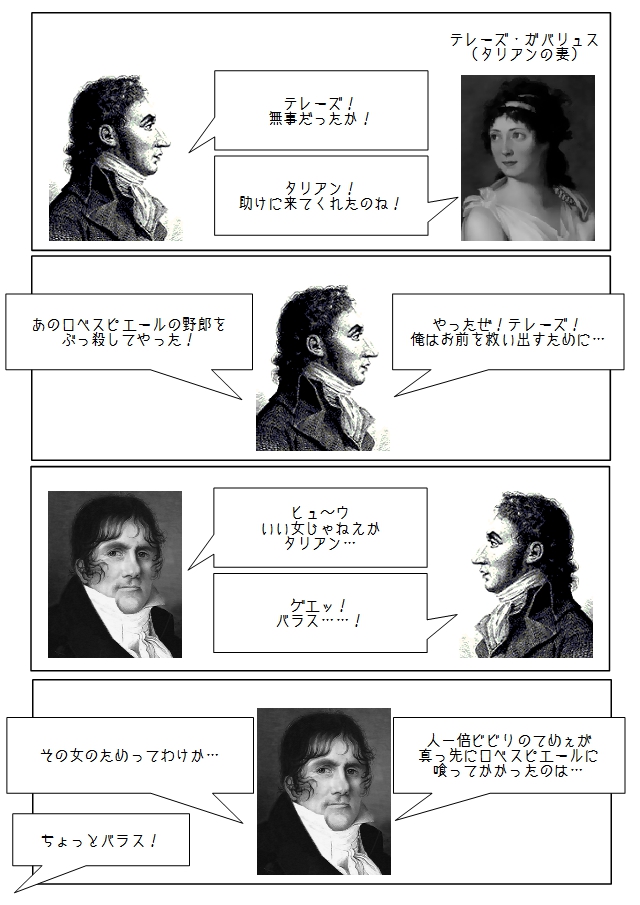 テレーズ・カバリュス
（タリアンの妻）
テレーズ！
無事だったか！
タリアン！
助けに来てくれたのね！
やったぜ！テレーズ！
俺はお前を救い出すために…
あのロベスピエールの野郎を
ぶっ殺してやった！
ヒュ～ウ
いい女じゃねえか
タリアン…
ゲエッ！
バラス……！
人一倍ビビリのてめぇが
真っ先にロベスピエールに
喰ってかかったのは…
その女のためってわけか…
ちょっとバラス！